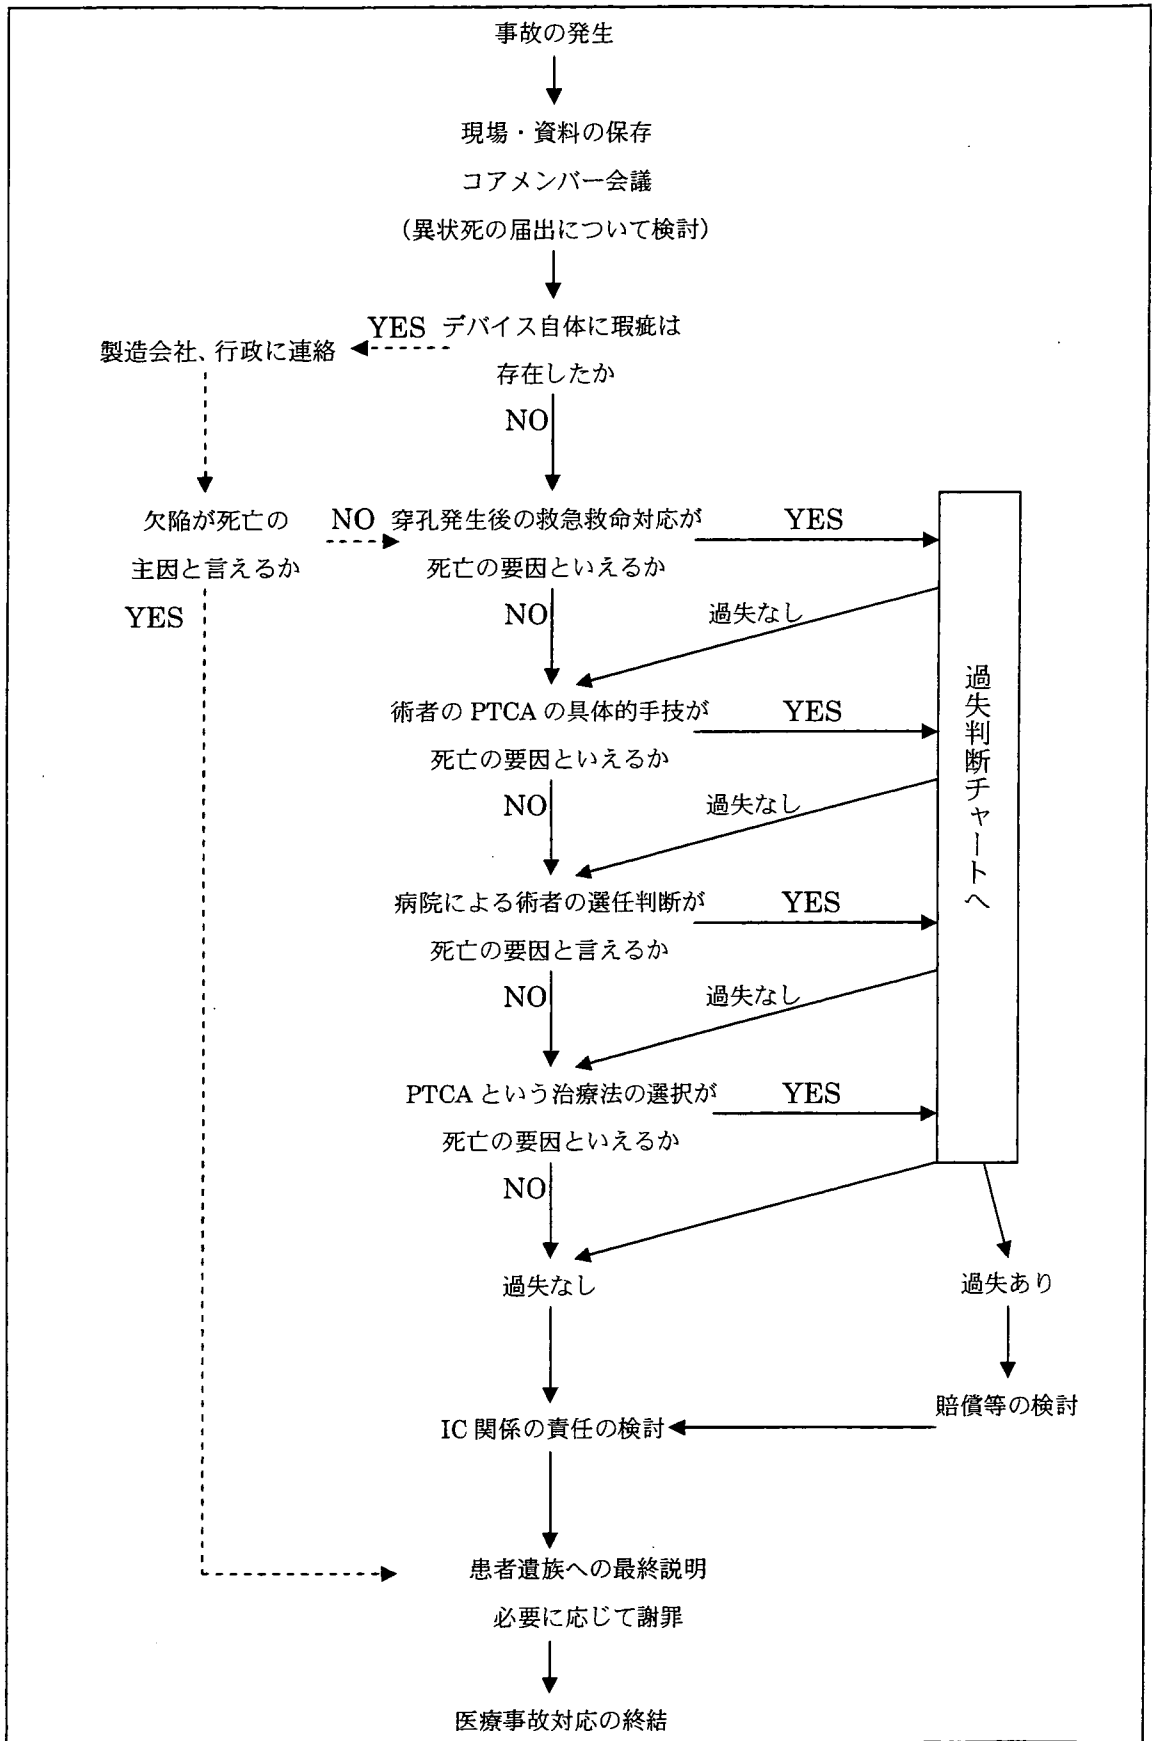 事故の発生
現場・資料の保存
コアメンバー会議
（異状死の届出について検討）
YES デバイス自体に瑕疵は
製造会社、行政に連絡
存在したか
NO
欠陥が死亡の
NO 穿孔発生後の救急救命対応が
YES
主因と言えるか
死亡の要因といえるか
YES
NO
過失なし
過失判断チャートへ
術者の PTCA の具体的手技が
YES
死亡の要因といえるか
NO
過失なし
病院による術者の選任判断が
YES
死亡の要因と言えるか
NO
過失なし
PTCA という治療法の選択が
YES
死亡の要因といえるか
NO
過失なし
過失あり
賠償等の検討
IC 関係の責任の検討
患者遺族への最終説明
必要に応じて謝罪
医療事故対応の終結